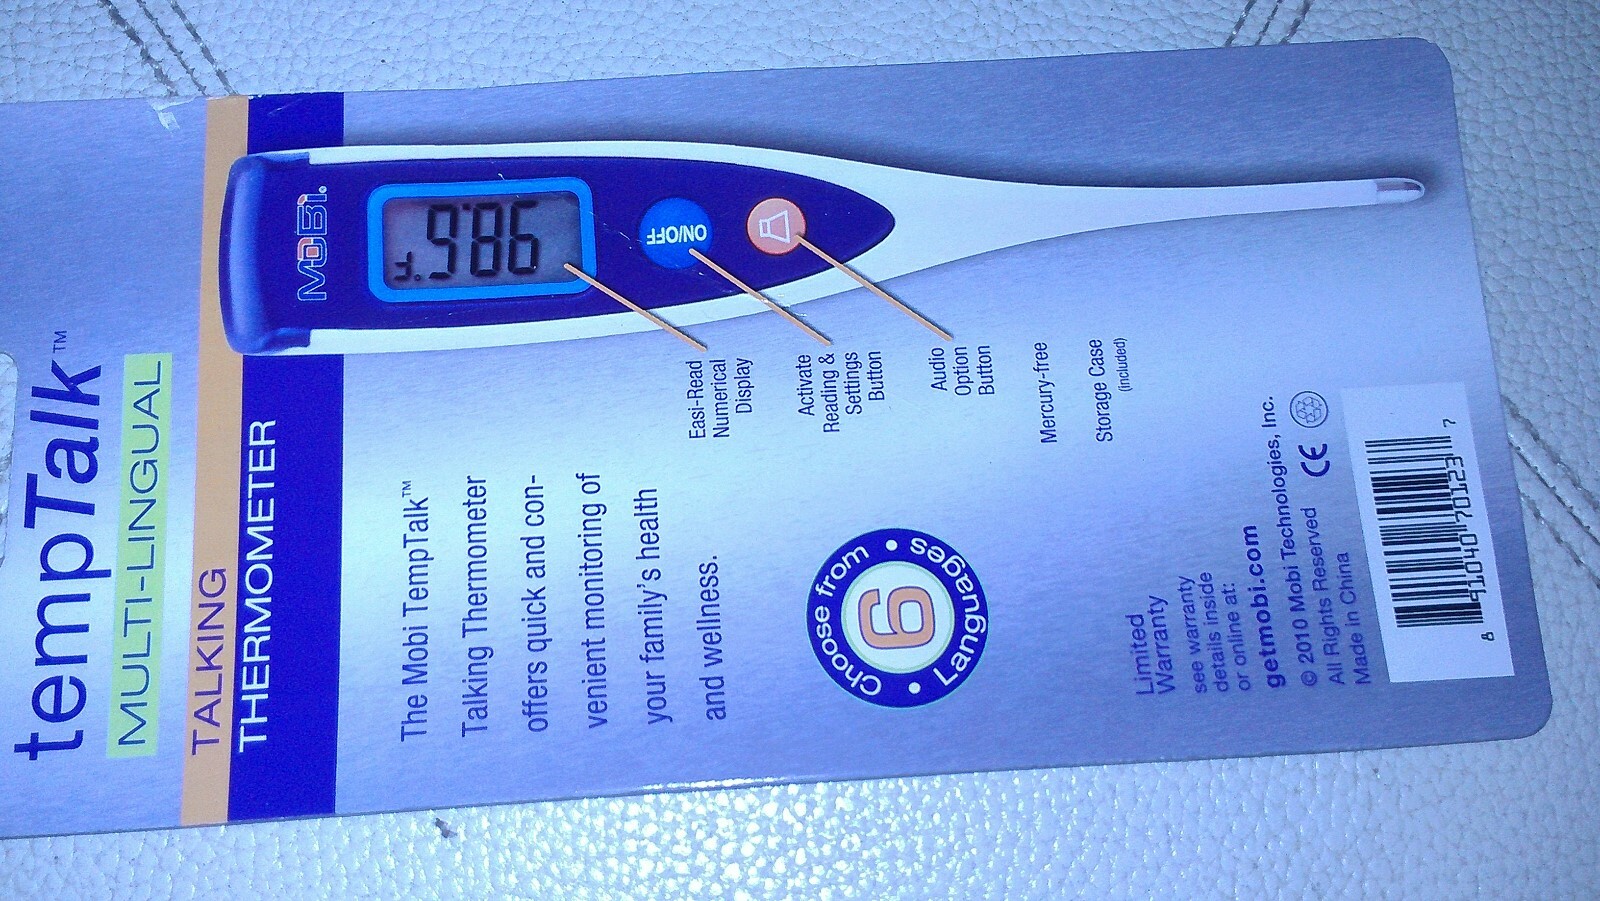 tempTalk™
MULTI-LINGUAL
TALKING
THERMOMETER
MOBi.
98.6°F
ON/OFF
The Mobi TempTalk™
Talking Thermometer
offers quick and con-
venient monitoring of
your family's health
and wellness.
Easi-Read
Numerical
Display
Activate
Reading &
Settings
Button
Audio
Option
Button
Mercury-free
Storage Case
(included)
Choose from
6
Languages
Limited
Warranty
see warranty
details inside
or online at:
getmobi.com
© 2010 Mobi Technologies, Inc.
All Rights Reserved CE
Made in China
8 91040 70123 7